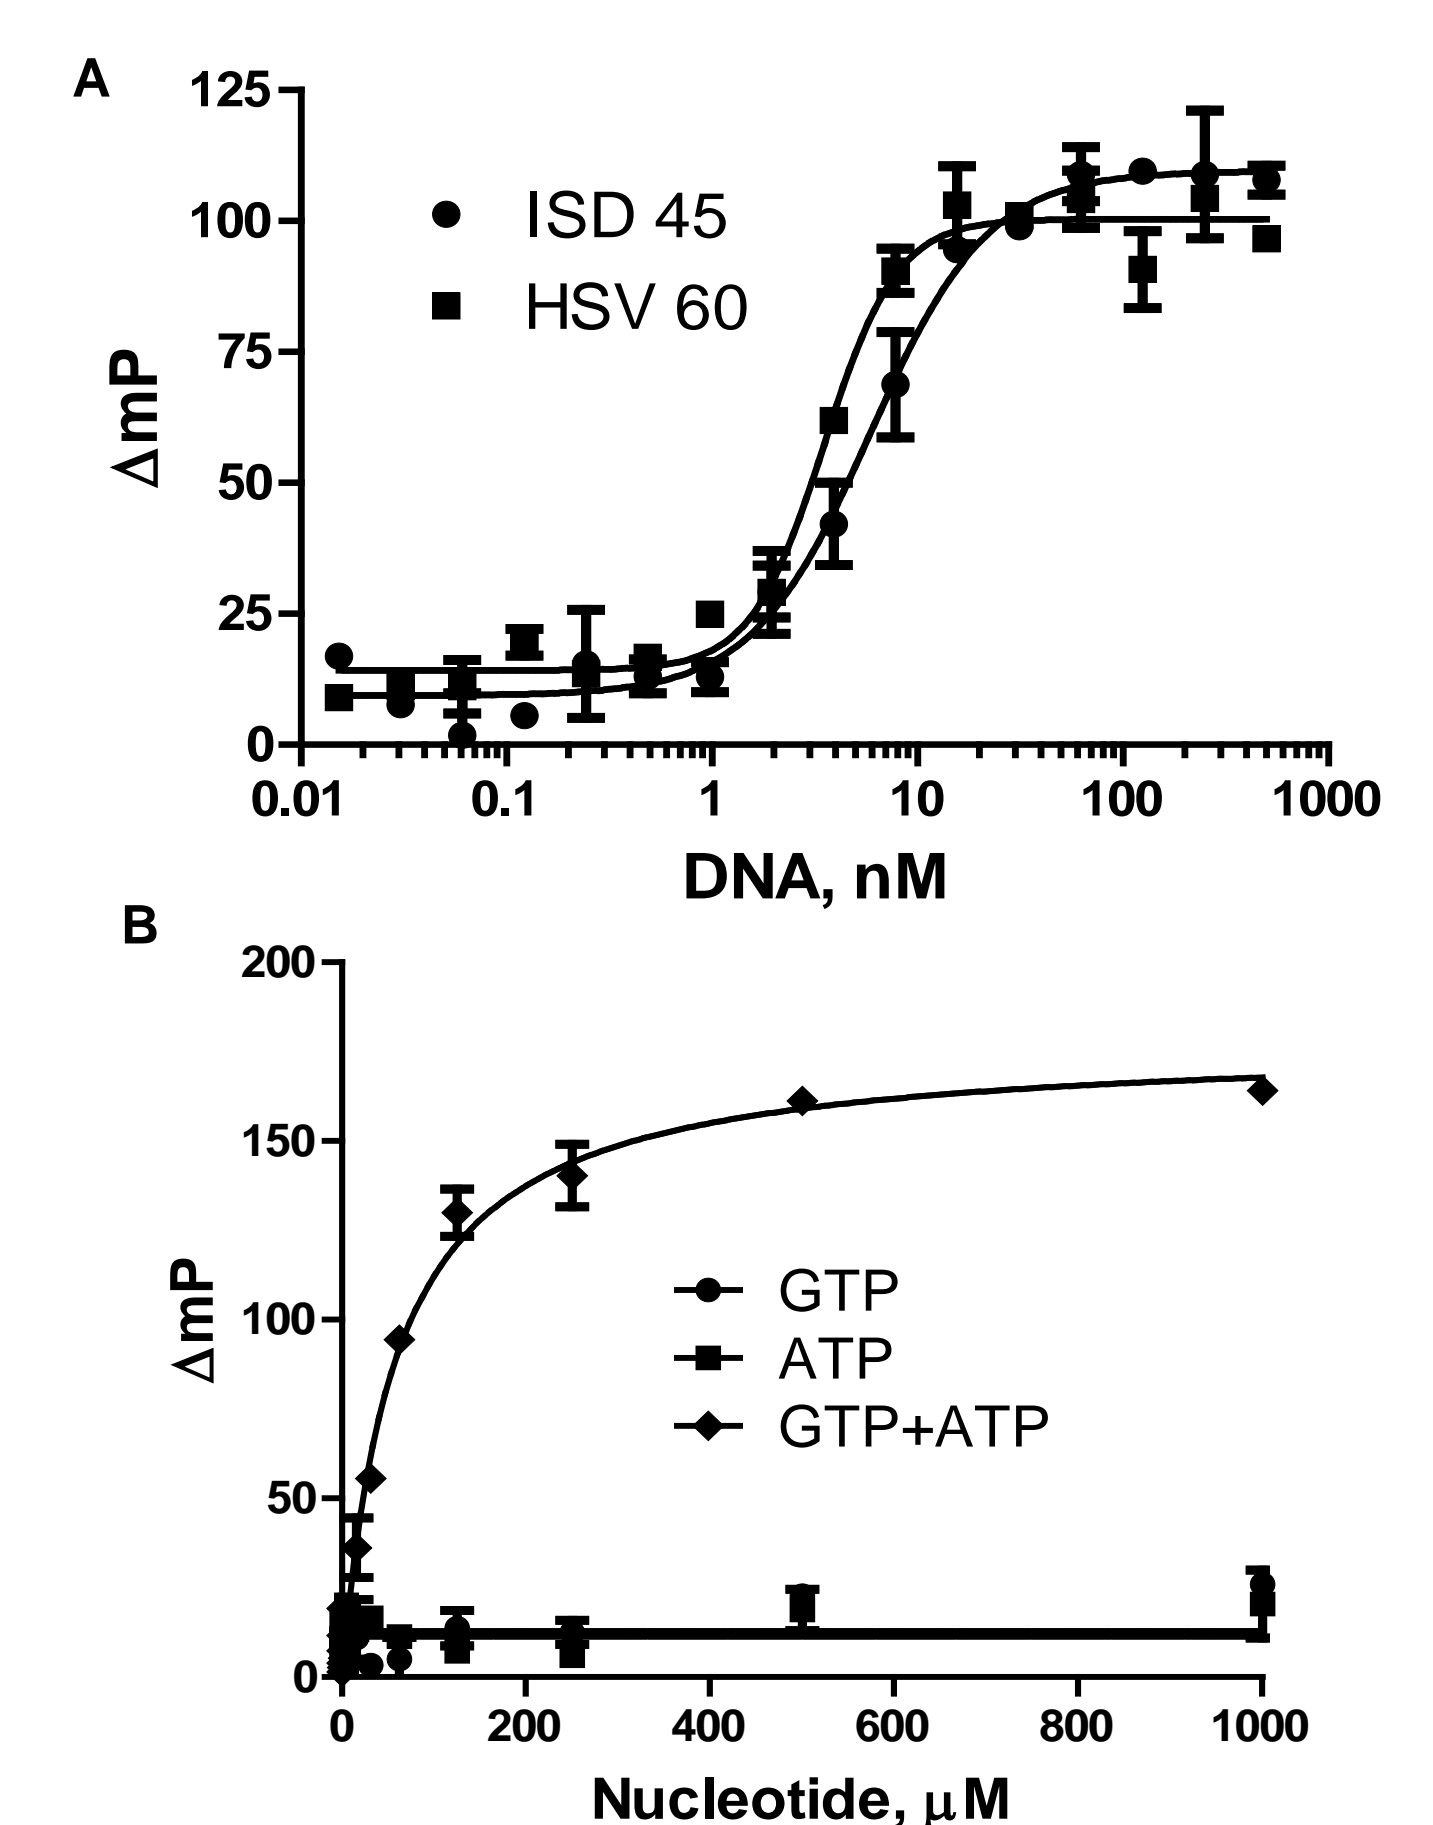 A
125
100
75
50
25
0
ΔmP
ISD 45
HSV 60
0.01 0.1 1 10 100 1000
DNA, nM
B
200
150
100
50
0
ΔmP
GTP
ATP
GTP+ATP
0 200 400 600 800 1000
Nucleotide, μM